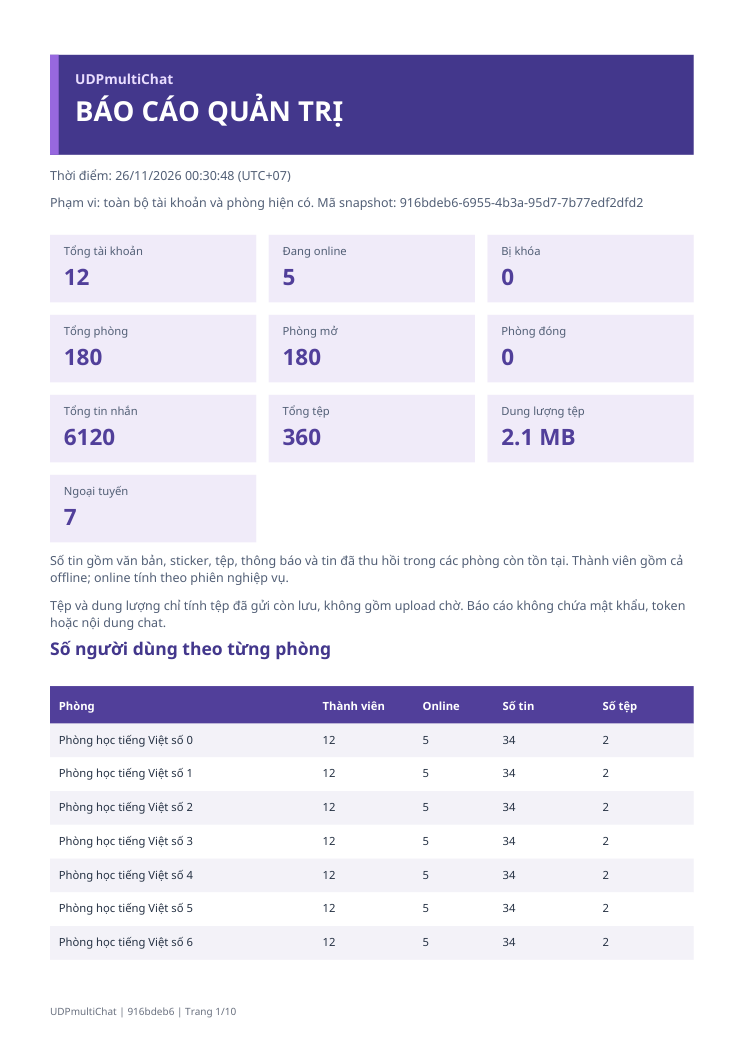 UDPmultiChat
BÁO CÁO QUẢN TRỊ
Thời điểm: 26/11/2026 00:30:48 (UTC+07)
Phạm vi: toàn bộ tài khoản và phòng hiện có. Mã snapshot: 916bdeb6-6955-4b3a-95d7-7b77edf2dfd2
Tổng tài khoản Đang online Bị khóa
12 5 0
Tổng phòng Phòng mở Phòng đóng
180 180 0
Tổng tin nhắn Tổng tệp Dung lượng tệp
6120 360 2.1 MB
Ngoại tuyến
7
Số tin gồm văn bản, sticker, tệp, thông báo và tin đã thu hồi trong các phòng còn tồn tại. Thành viên gồm cả
offline; online tính theo phiên nghiệp vụ.
Tệp và dung lượng chỉ tính tệp đã gửi còn lưu, không gồm upload chờ. Báo cáo không chứa mật khẩu, token
hoặc nội dung chat.
Số người dùng theo từng phòng
Phòng Thành viên Online Số tin Số tệp
Phòng học tiếng Việt số 0 12 5 34 2
Phòng học tiếng Việt số 1 12 5 34 2
Phòng học tiếng Việt số 2 12 5 34 2
Phòng học tiếng Việt số 3 12 5 34 2
Phòng học tiếng Việt số 4 12 5 34 2
Phòng học tiếng Việt số 5 12 5 34 2
Phòng học tiếng Việt số 6 12 5 34 2
UDPmultiChat | 916bdeb6 | Trang 1/10